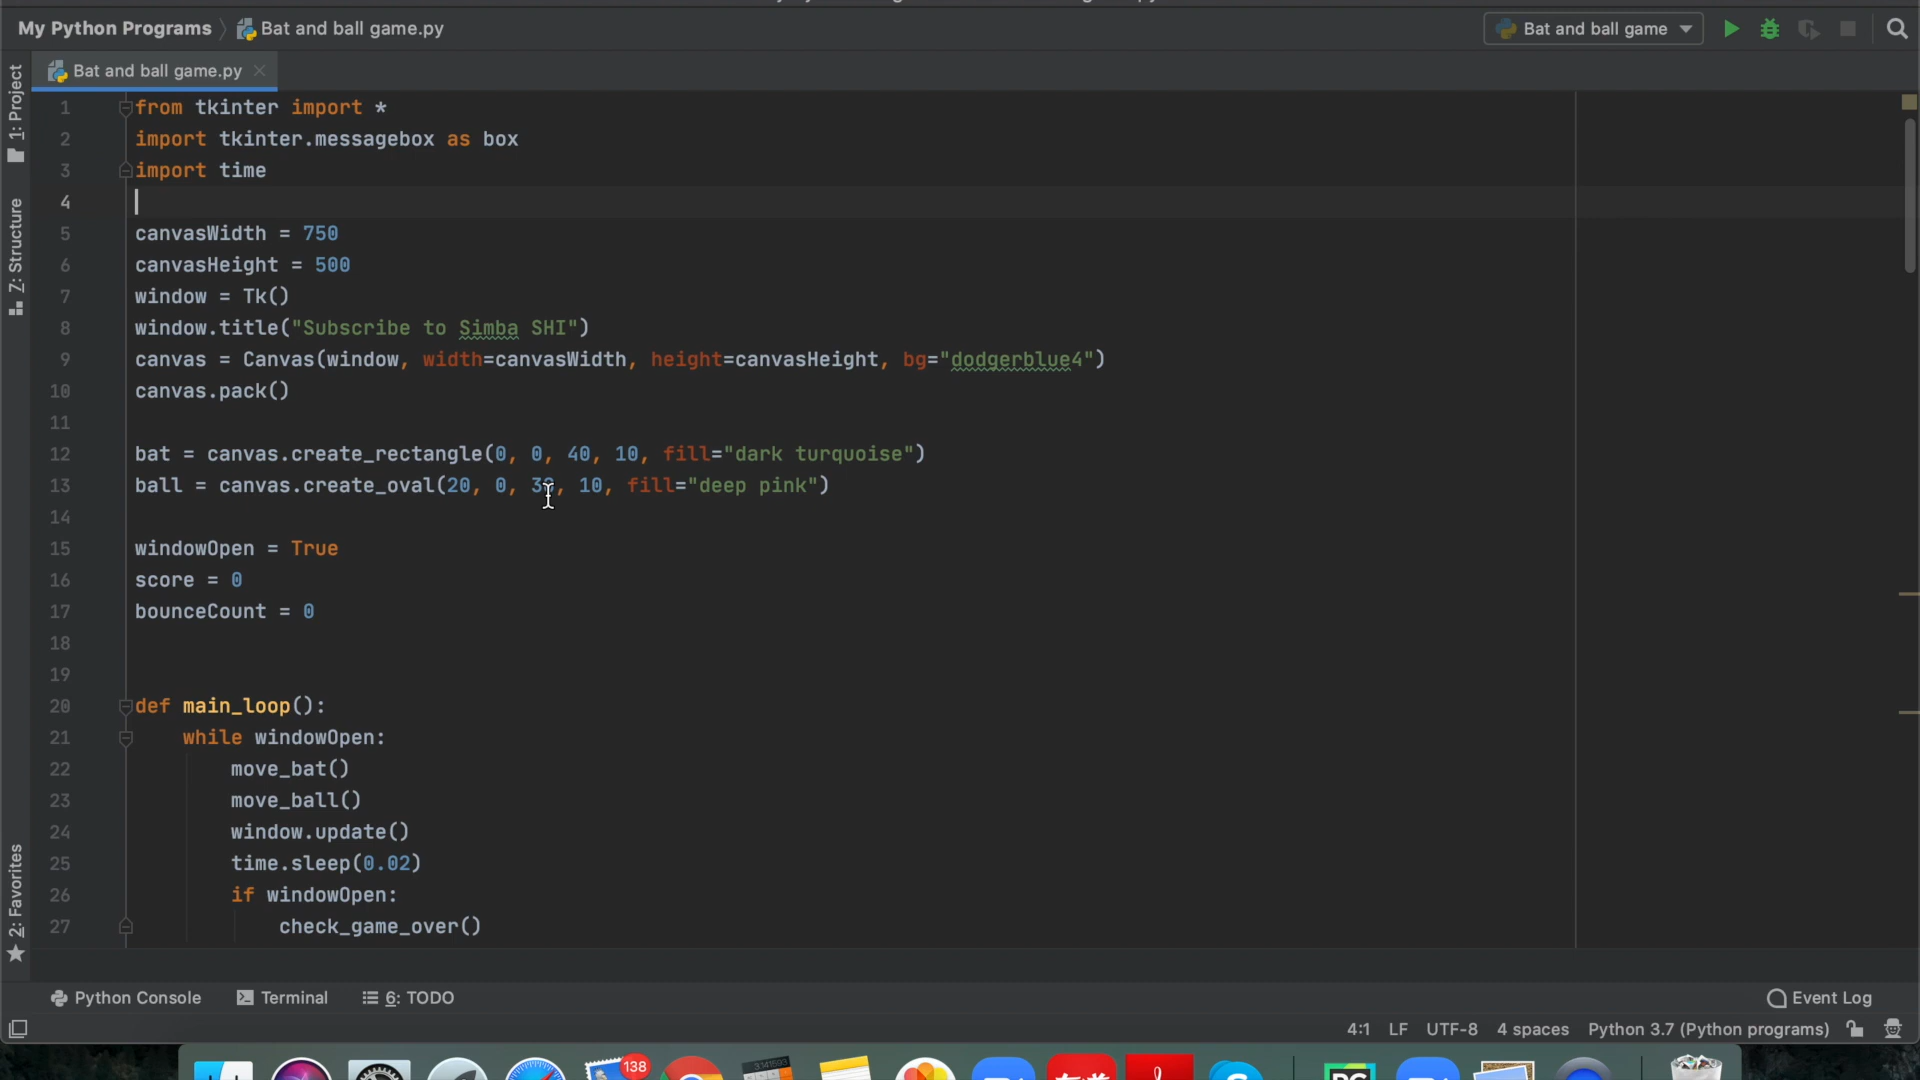 My Python Programs Bat and ball game.py Bat and ball game
Bat and ball game.py
1: Project
Z: Structure
2: Favorites
1 from tkinter import *
2 import tkinter.messagebox as box
3 import time
4
5 canvasWidth = 750
6 canvasHeight = 500
7 window = Tk()
8 window.title("Subscribe to Simba SHI")
9 canvas = Canvas(window, width=canvasWidth, height=canvasHeight, bg="dodgerblue4")
10 canvas.pack()
11
12 bat = canvas.create_rectangle(0, 0, 40, 10, fill="dark turquoise")
13 ball = canvas.create_oval(20, 0, 30, 10, fill="deep pink")
14
15 windowOpen = True
16 score = 0
17 bounceCount = 0
18
19
20 def main_loop():
21 while windowOpen:
22 move_bat()
23 move_ball()
24 window.update()
25 time.sleep(0.02)
26 if windowOpen:
27 check_game_over()
Python Console Terminal 6: TODO Event Log
4:1 LF UTF-8 4 spaces Python 3.7 (Python programs)
138
PC